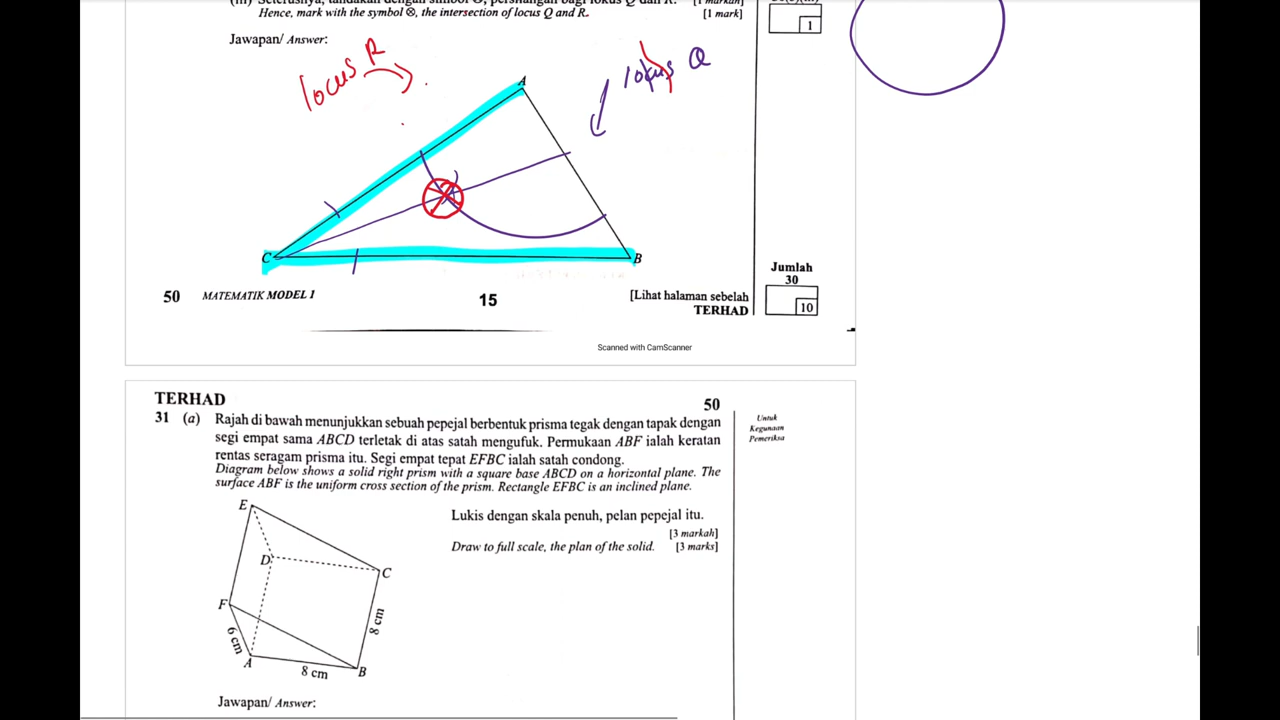 Hence, mark with the symbol ⊗, the intersection of locus Q and R.
[1 mark]
1
Jawapan/ Answer:
locus R
locus Q
A
C
B
50 MATEMATIK MODEL 1
15
[Lihat halaman sebelah
TERHAD
Jumlah
30
10
Scanned with CamScanner
TERHAD
50
31 (a) Rajah di bawah menunjukkan sebuah pepejal berbentuk prisma tegak dengan tapak dengan
segi empat sama ABCD terletak di atas satah mengufuk. Permukaan ABF ialah keratan
rentas seragam prisma itu. Segi empat tepat EFBC ialah satah condong.
Diagram below shows a solid right prism with a square base ABCD on a horizontal plane. The
surface ABF is the uniform cross section of the prism. Rectangle EFBC is an inclined plane.
Untuk
Kegunaan
Pemeriksa
Lukis dengan skala penuh, pelan pepejal itu.
[3 markah]
Draw to full scale, the plan of the solid. [3 marks]
E
D
C
F
8 cm
6 cm
A
8 cm
B
Jawapan/ Answer: